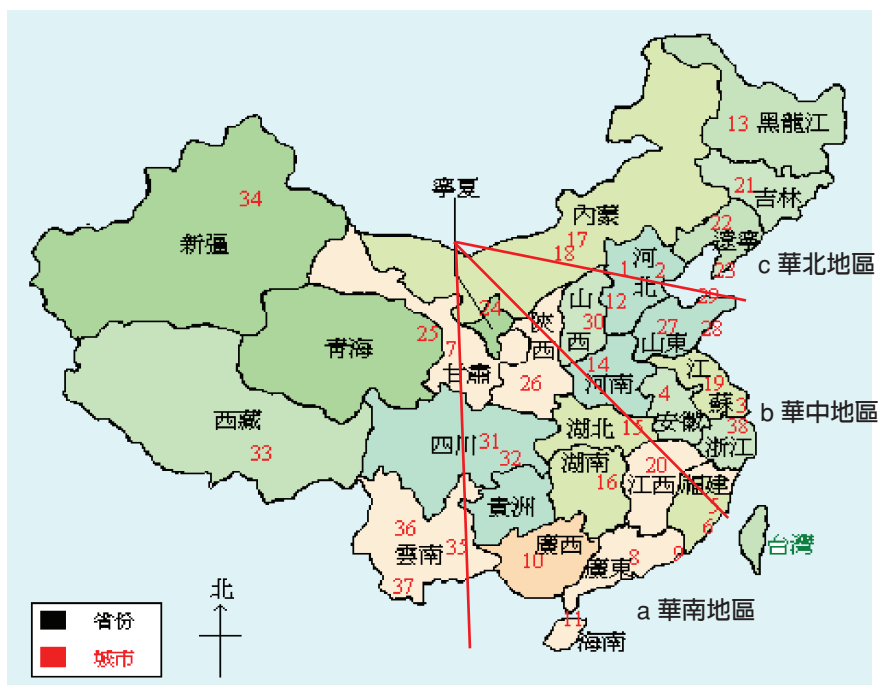 13 黑龍江
21
吉林
寧夏
34
內蒙
22
遼寧
新疆
17
18
河
北
1
2
23
c 華北地區
24
山
西
12
29
陝
西
30
27
28
山東
25
青海
7
甘肅
14
河南
江
蘇
19
26
4
3
西藏
安徽
b 華中地區
湖北
15
38
浙江
四川
31
33
32
湖南
20
16
江西
福建
貴洲
5
36
35
廣西
6
雲南
10
8
9
台灣
廣東
37
北
11
a 華南地區
海南
省份
城市